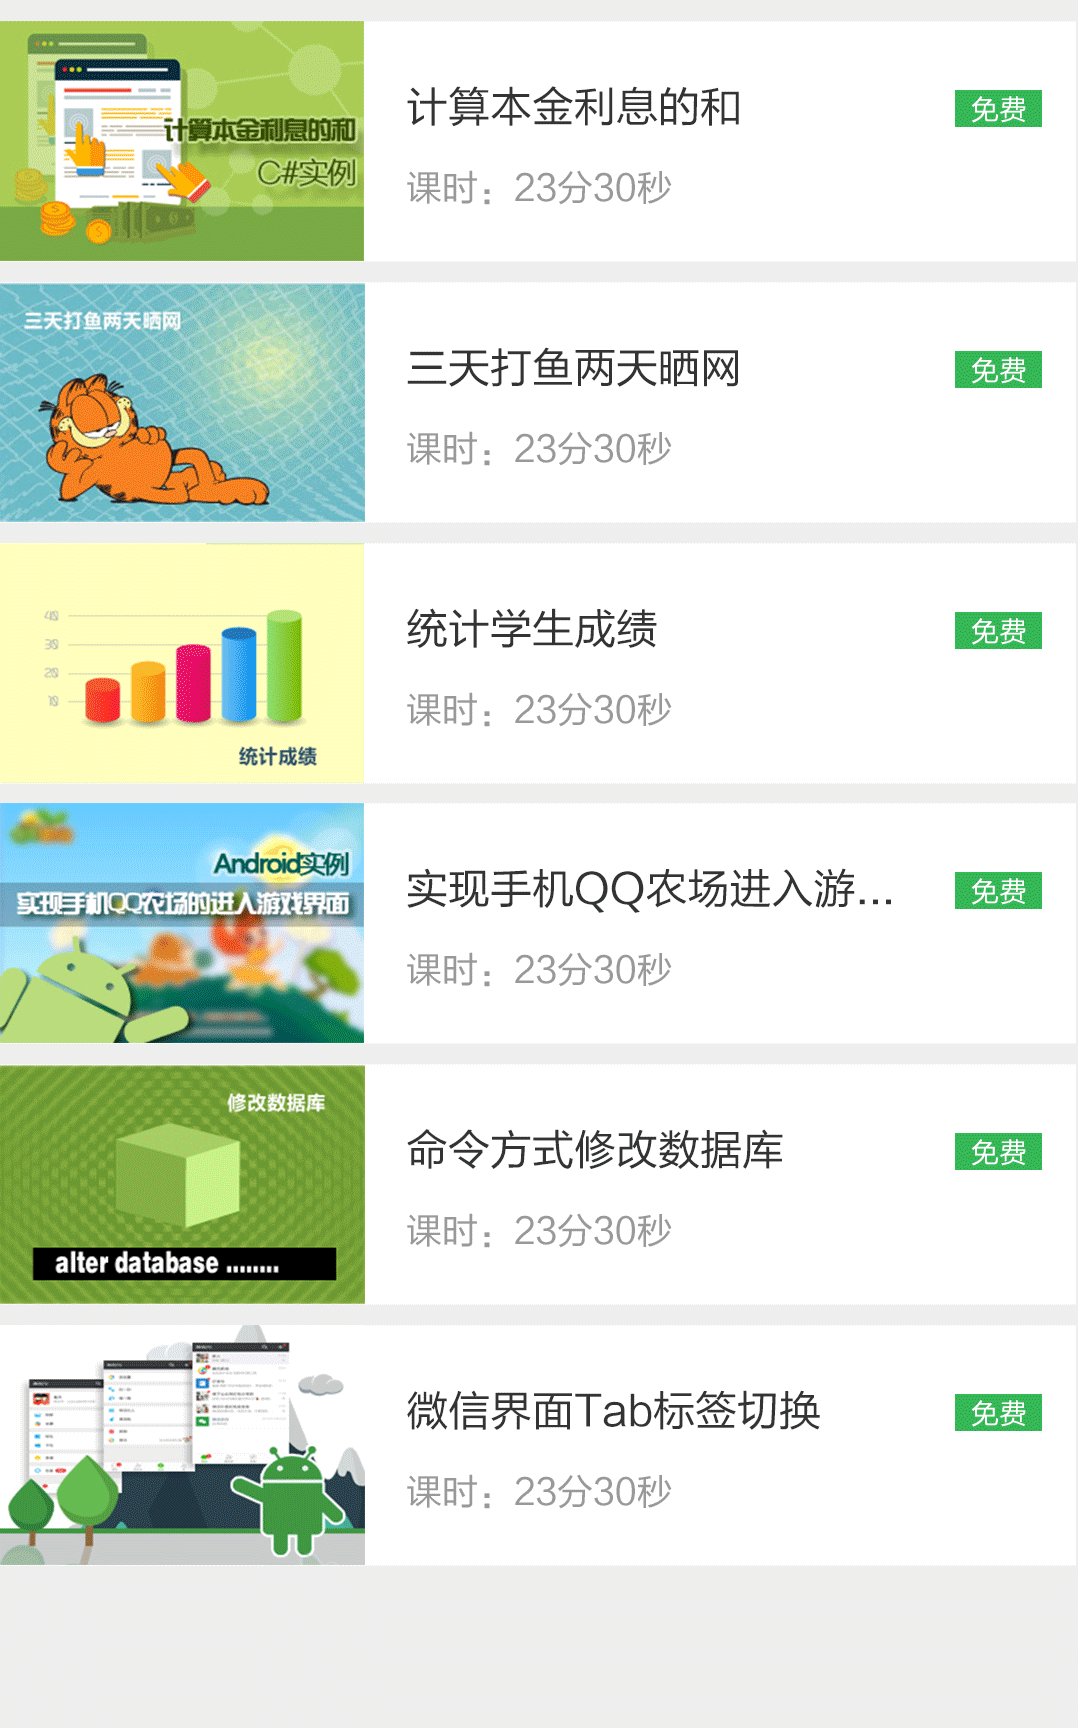 计算本金利息的和
C#实例
计算本金利息的和
免费
课时：23分30秒
三天打鱼两天晒网
三天打鱼两天晒网
免费
课时：23分30秒
40
30
20
10
统计成绩
统计学生成绩
免费
课时：23分30秒
Android实例
实现手机QQ农场的进入游戏界面
实现手机QQ农场进入游...
免费
课时：23分30秒
修改数据库
alter database ........
命令方式修改数据库
免费
课时：23分30秒
微信界面Tab标签切换
免费
课时：23分30秒